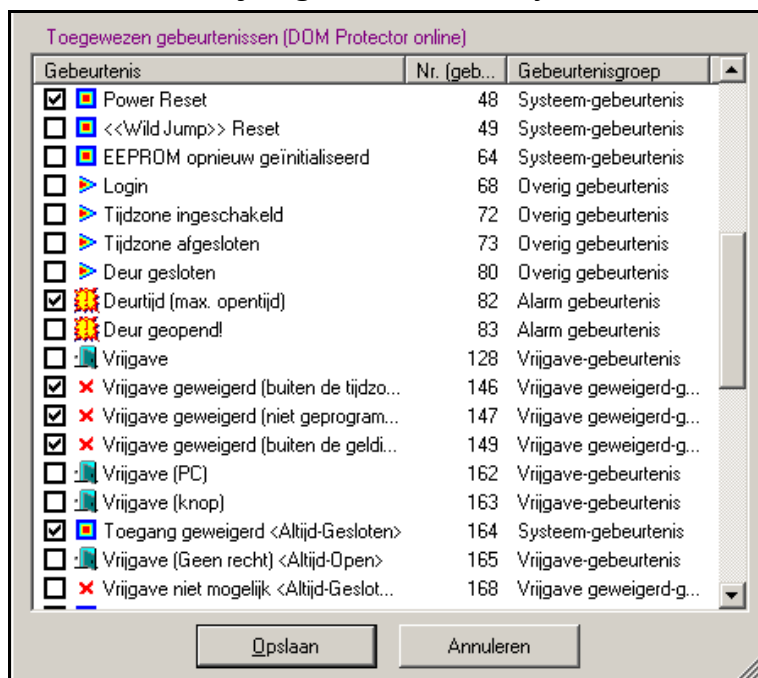 Toegewezen gebeurtenissen (DOM Protector online)
Gebeurtenis Nr. (geb... Gebeurtenisgroep
Power Reset 48 Systeem-gebeurtenis
<<Wild Jump>> Reset 49 Systeem-gebeurtenis
EEPROM opnieuw geïnitialiseerd 64 Systeem-gebeurtenis
Login 68 Overig gebeurtenis
Tijdzone ingeschakeld 72 Overig gebeurtenis
Tijdzone afgesloten 73 Overig gebeurtenis
Deur gesloten 80 Overig gebeurtenis
Deurtijd (max. opentijd) 82 Alarm gebeurtenis
Deur geopend! 83 Alarm gebeurtenis
Vrijgave 128 Vrijgave-gebeurtenis
Vrijgave geweigerd (buiten de tijdzo... 146 Vrijgave geweigerd-g...
Vrijgave geweigerd (niet geprogram... 147 Vrijgave geweigerd-g...
Vrijgave geweigerd (buiten de geldi... 149 Vrijgave geweigerd-g...
Vrijgave (PC) 162 Vrijgave-gebeurtenis
Vrijgave (knop) 163 Vrijgave-gebeurtenis
Toegang geweigerd <Altijd-Gesloten> 164 Systeem-gebeurtenis
Vrijgave (Geen recht) <Altijd-Open> 165 Vrijgave-gebeurtenis
Vrijgave niet mogelijk <Altijd-Geslot... 168 Vrijgave geweigerd-g...
Opslaan Annuleren